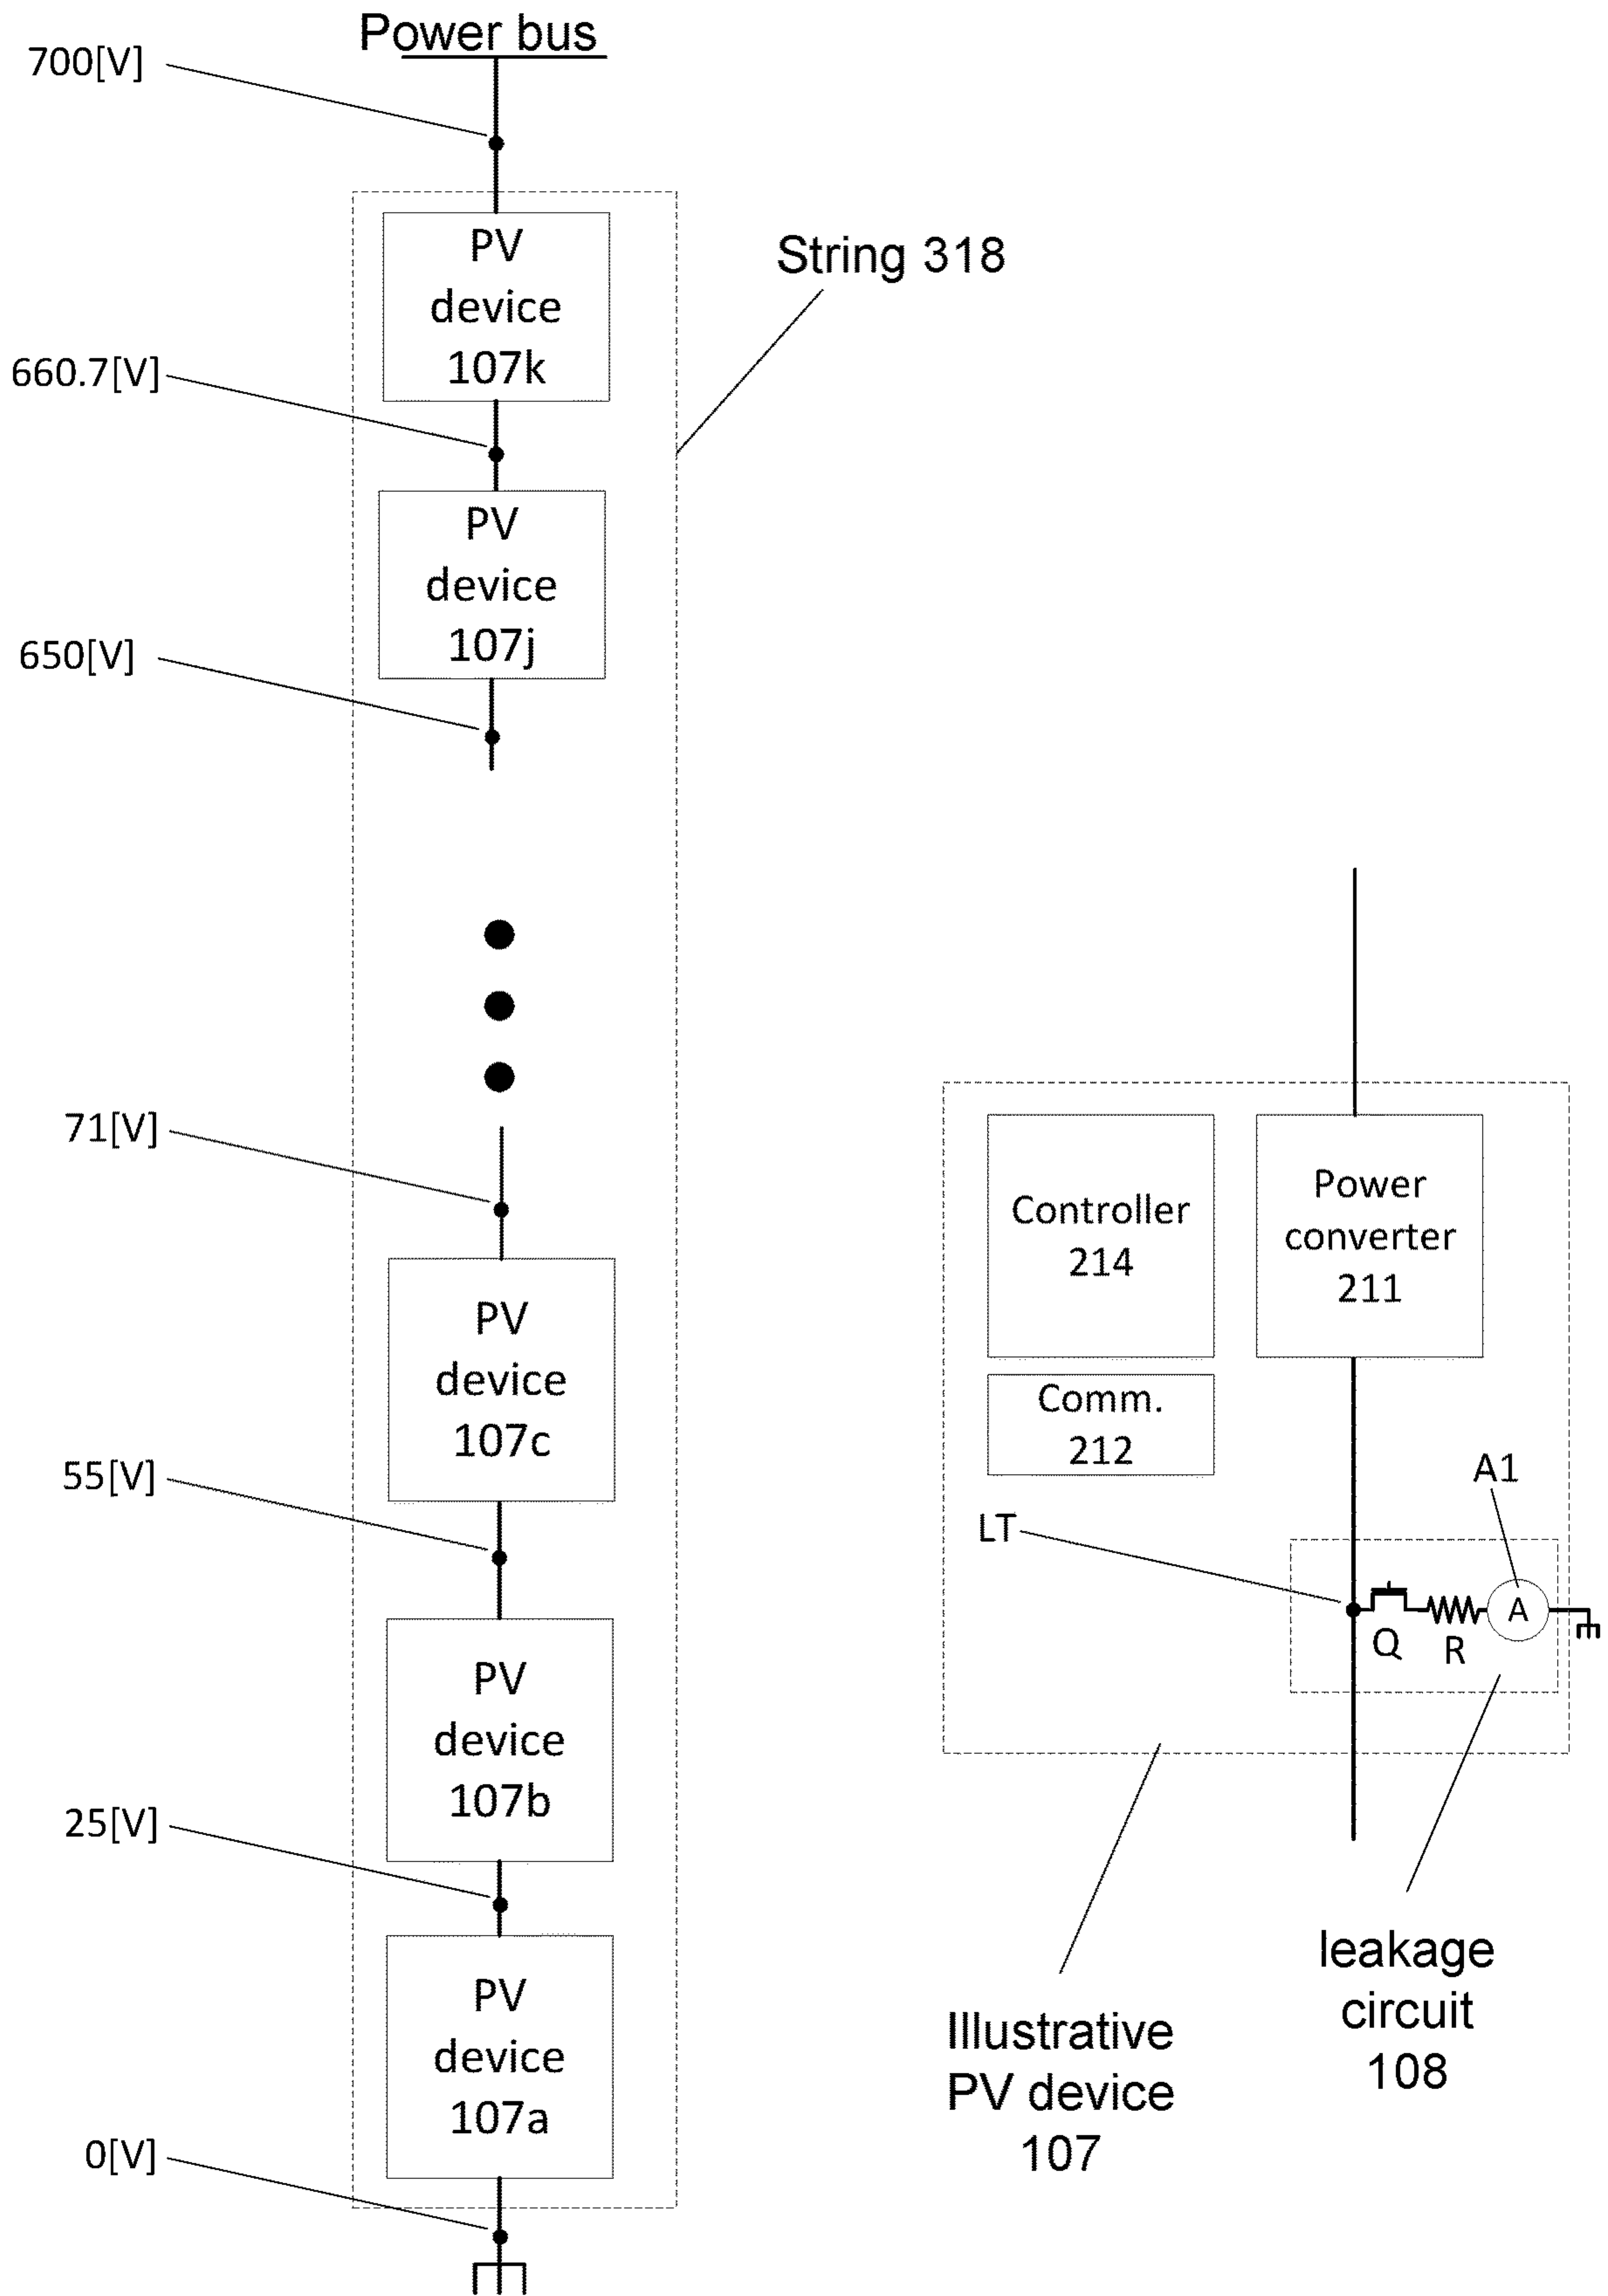 Power bus
700[V]
PV
device
107k
String 318
660.7[V]
PV
device
107j
650[V]
71[V]
PV
device
107c
55[V]
PV
device
107b
25[V]
PV
device
107a
0[V]
Controller
214
Power
converter
211
Comm.
212
A1
LT
A
Q
R
leakage
circuit
108
Illustrative
PV device
107